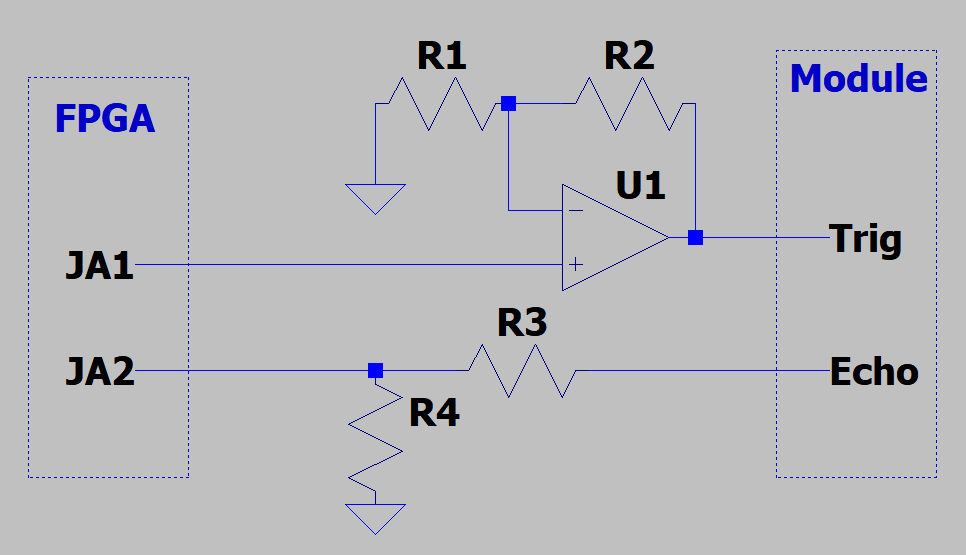 R1
R2
Module
FPGA
U1
Trig
JA1
R3
JA2
Echo
R4